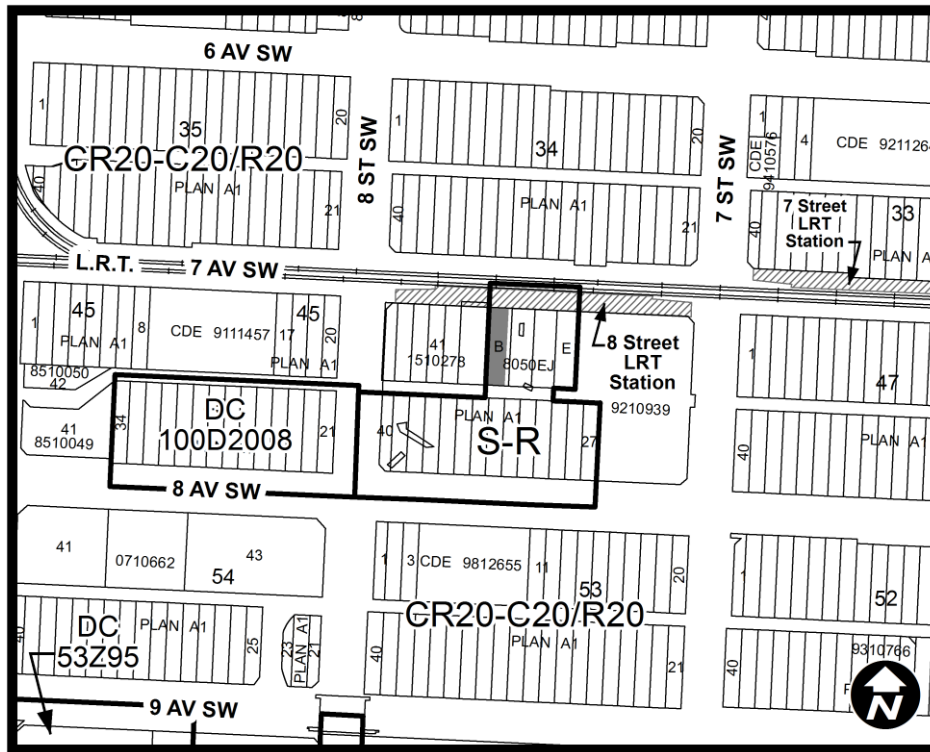 6 AV SW
8 ST SW
7 ST SW
1
35
20
CR20-C20/R20
40
PLAN A1
21
1
34
20
40
PLAN A1
21
1
CDE
9410576
4
CDE 9211264
40
7 Street
LRT
Station
33
PLAN A
L.R.T.
7 AV SW
1
45
PLAN A1
8
CDE 9111457
17
45
PLAN A1
20
8510050
42
41
8510049
34
DC
100D2008
21
8 AV SW
41
1510273
B
8050EJ
E
8 Street
LRT
Station
9210939
40
PLAN A1
S-R
27
1
47
40
PLAN A1
41
0710662
43
54
40
DC
53Z95
PLAN A1
25
23
PLAN A1
21
1
3
CDE 9812655
11
53
20
CR20-C20/R20
40
PLAN A1
21
1
52
40
9310766
9 AV SW
N